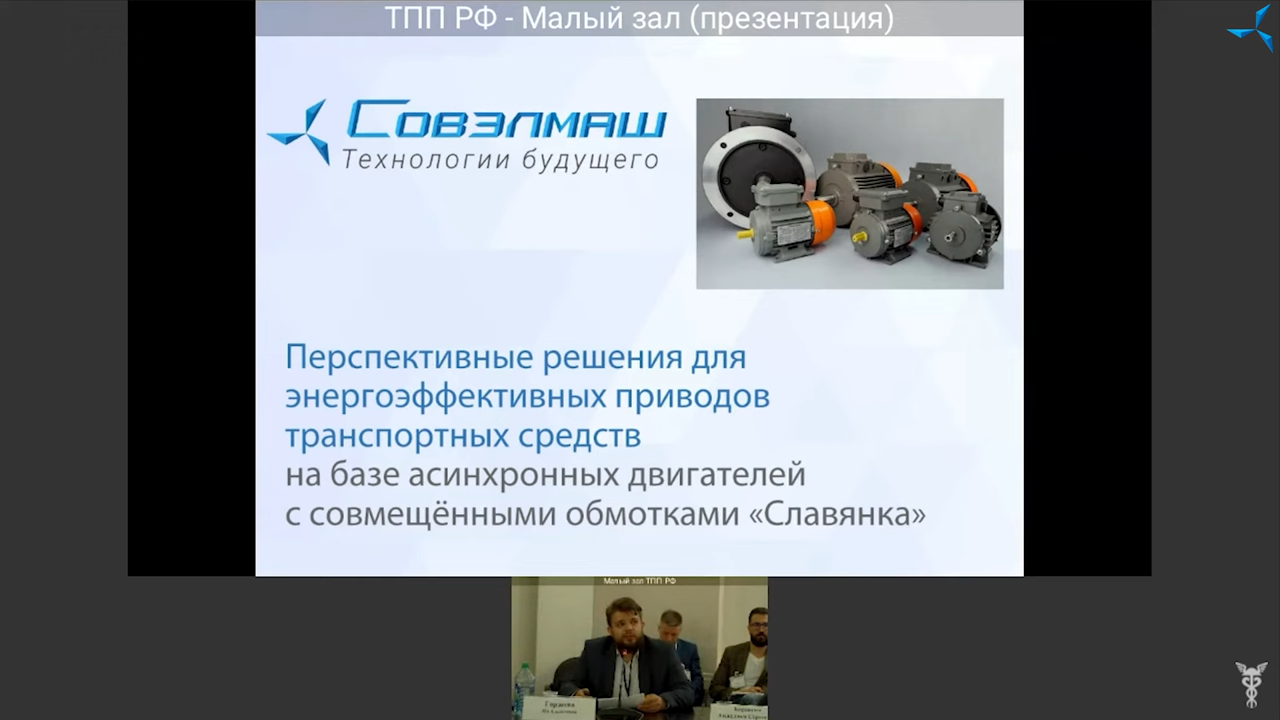 ТПП РФ - Малый зал (презентация)
Совэлмаш
Технологии будущего
Перспективные решения для
энергоэффективных приводов
транспортных средств
на базе асинхронных двигателей
с совмещёнными обмотками «Славянка»
Малый зал ТПП РФ